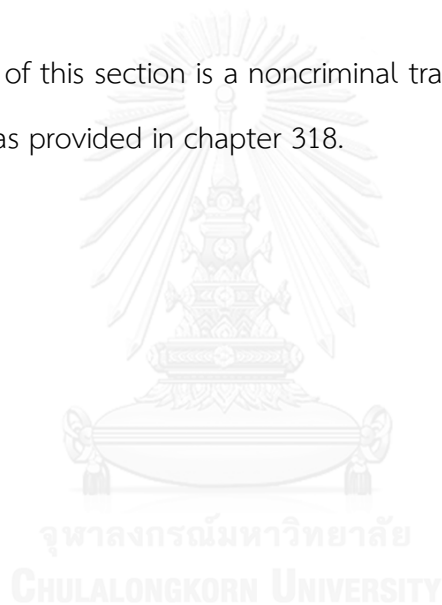 of this section is a noncriminal tra
as provided in chapter 318.
จุฬาลงกรณ์มหาวิทยาลัย
CHULALONGKORN UNIVERSITY